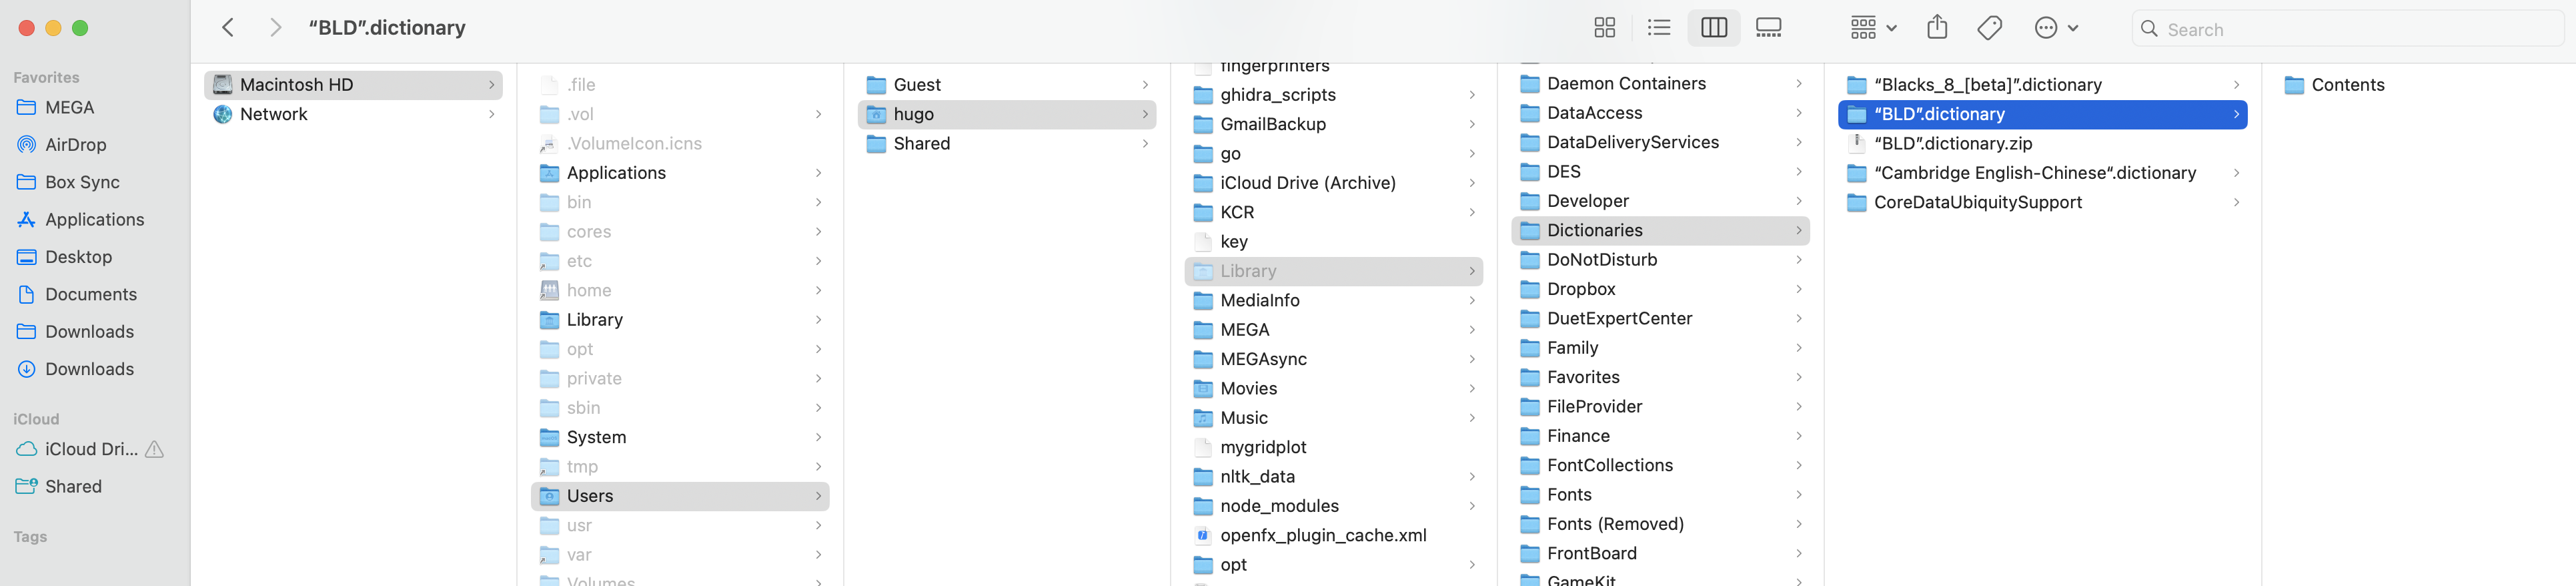 “BLD”.dictionary
Search
Favorites
MEGA
AirDrop
Box Sync
Applications
Desktop
Documents
Downloads
Downloads
iCloud
iCloud Dri...
Shared
Tags
Macintosh HD
Network
.file
.vol
.VolumeIcon.icns
Applications
bin
cores
etc
home
Library
opt
private
sbin
System
tmp
Users
usr
var
Volumes
Guest
hugo
Shared
fingerprinters
ghidra_scripts
GmailBackup
go
iCloud Drive (Archive)
KCR
key
Library
MediaInfo
MEGA
MEGAsync
Movies
Music
mygridplot
nltk_data
node_modules
openfx_plugin_cache.xml
opt
Daemon Containers
DataAccess
DataDeliveryServices
DES
Developer
Dictionaries
DoNotDisturb
Dropbox
DuetExpertCenter
Family
Favorites
FileProvider
Finance
FontCollections
Fonts
Fonts (Removed)
FrontBoard
GameKit
“Blacks_8_[beta]”.dictionary
“BLD”.dictionary
“BLD”.dictionary.zip
“Cambridge English-Chinese“.dictionary
CoreDataUbiquitySupport
Contents